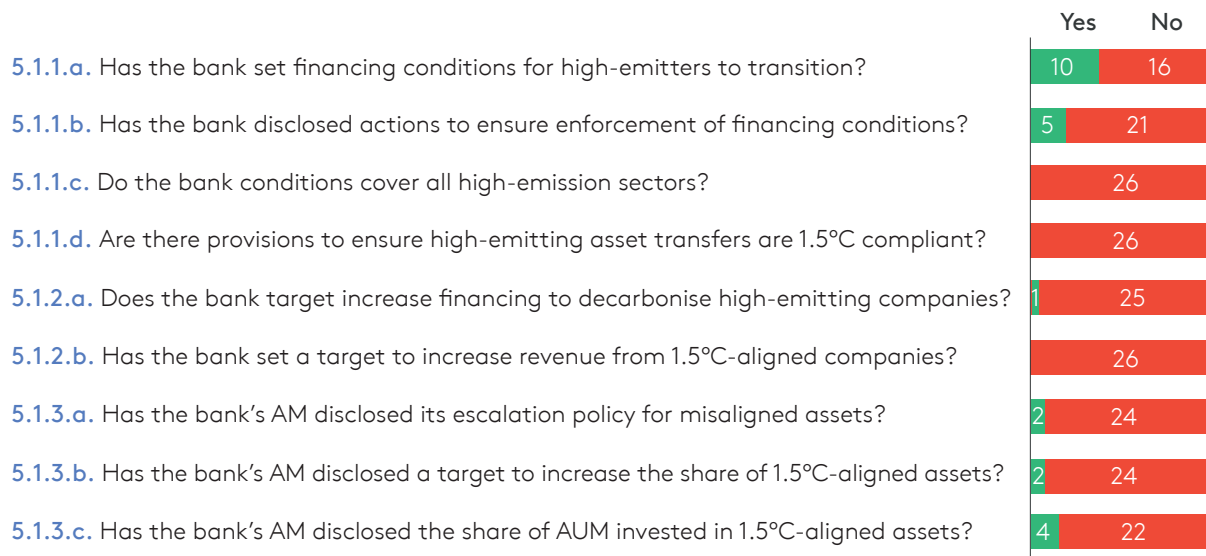 Yes No
5.1.1.a. Has the bank set financing conditions for high-emitters to transition? 10 16
5.1.1.b. Has the bank disclosed actions to ensure enforcement of financing conditions? 5 21
5.1.1.c. Do the bank conditions cover all high-emission sectors? 26
5.1.1.d. Are there provisions to ensure high-emitting asset transfers are 1.5°C compliant? 26
5.1.2.a. Does the bank target increase financing to decarbonise high-emitting companies? 1 25
5.1.2.b. Has the bank set a target to increase revenue from 1.5°C-aligned companies? 26
5.1.3.a. Has the bank's AM disclosed its escalation policy for misaligned assets? 2 24
5.1.3.b. Has the bank's AM disclosed a target to increase the share of 1.5°C-aligned assets? 2 24
5.1.3.c. Has the bank's AM disclosed the share of AUM invested in 1.5°C-aligned assets? 4 22